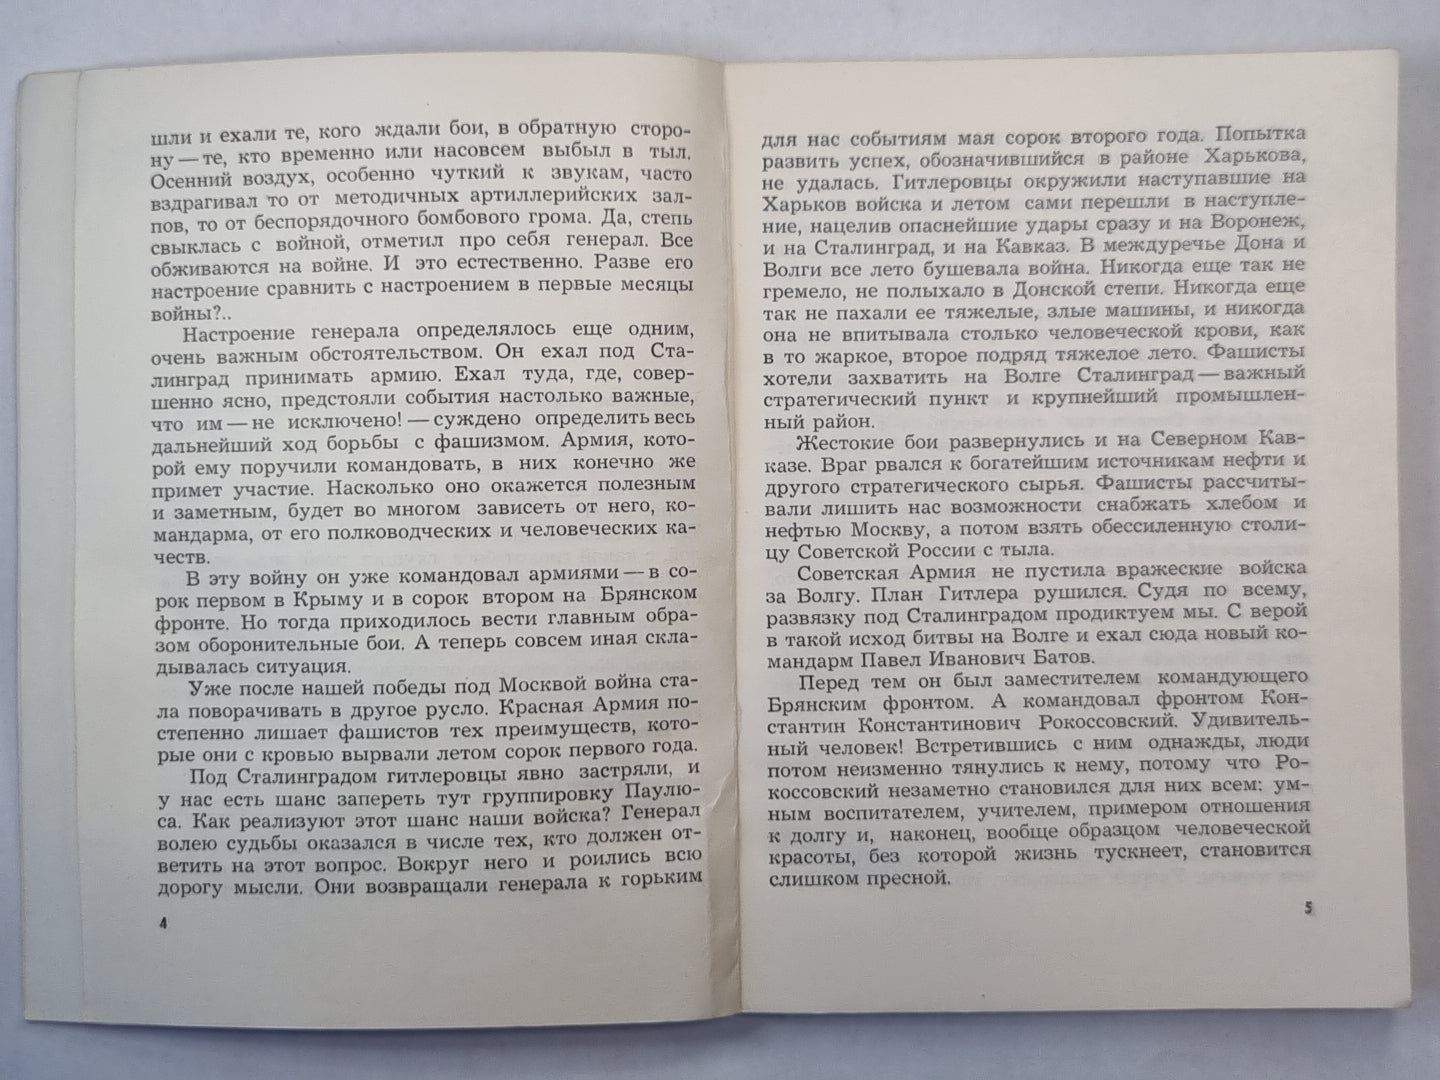 шли и ехали те, кого ждали бои, в обратную сторо-
ну — те, кто временно или насовсем выбыл в тыл.
Осенний воздух, особенно чуткий к звукам, часто
вздрагивал то от методичных артиллерийских зал-
пов, то от беспорядочного бомбового грома. Да, степь
свыклась с войной, отметил про себя генерал. Все
обживаются на войне. И это естественно. Разве его
настроение сравнить с настроением в первые месяцы
войны?..
Настроение генерала определялось еще одним,
очень важным обстоятельством. Он ехал под Ста-
линград принимать армию. Ехал туда, где, совер-
шенно ясно, предстояли события настолько важные,
что им — не исключено! — суждено определить весь
дальнейший ход борьбы с фашизмом. Армия, кото-
рой ему поручили командовать, в них конечно же
примет участие. Насколько оно окажется полезным
и заметным, будет во многом зависеть от него, ко-
мандарма, от его полководческих и человеческих ка-
честв.
В эту войну он уже командовал армиями — в со-
рок первом в Крыму и в сорок втором на Брянском
фронте. Но тогда приходилось вести главным обра-
зом оборонительные бои. А теперь совсем иная скла-
дывалась ситуация.
Уже после нашей победы под Москвой война ста-
ла поворачивать в другое русло. Красная Армия по-
степенно лишает фашистов тех преимуществ, кото-
рые они с кровью вырвали летом сорок первого года.
Под Сталинградом гитлеровцы явно застряли, и
у нас есть шанс запереть тут группировку Паулю-
са. Как реализуют этот шанс наши войска? Генерал
волею судьбы оказался в числе тех, кто должен от-
ветить на этот вопрос. Вокруг него и роились всю
дорогу мысли. Они возвращали генерала к горьким
4
для нас событиям мая сорок второго года. Попытка
развить успех, обозначившийся в районе Харькова,
не удалась. Гитлеровцы окружили наступавшие на
Харьков войска и летом сами перешли в наступле-
ние, нацелив опаснейшие удары сразу и на Воронеж,
и на Сталинград, и на Кавказ. В междуречье Дона и
Волги все лето бушевала война. Никогда еще так не
гремело, не полыхало в Донской степи. Никогда еще
так не пахали ее тяжелые, злые машины, и никогда
она не впитывала столько человеческой крови, как
в то жаркое, второе подряд тяжелое лето. Фашисты
хотели захватить на Волге Сталинград — важный
стратегический пункт и крупнейший промышлен-
ный район.
Жестокие бои развернулись и на Северном Кав-
казе. Враг рвался к богатейшим источникам нефти и
другого стратегического сырья. Фашисты рассчиты-
вали лишить нас возможности снабжать хлебом и
нефтью Москву, а потом взять обессиленную столи-
цу Советской России с тыла.
Советская Армия не пустила вражеские войска
за Волгу. План Гитлера рушился. Судя по всему,
развязку под Сталинградом продиктуем мы. С верой
в такой исход битвы на Волге и ехал сюда новый ко-
мандарм Павел Иванович Батов.
Перед тем он был заместителем командующего
Брянским фронтом. А командовал фронтом Кон-
стантин Константинович Рокоссовский. Удивитель-
ный человек! Встретившись с ним однажды, люди
потом неизменно тянулись к нему, потому что Ро-
коссовский незаметно становился для них всем: ум-
ным воспитателем, учителем, примером отношения
к долгу и, наконец, вообще образцом человеческой
красоты, без которой жизнь тускнеет, становится
слишком пресной.
5